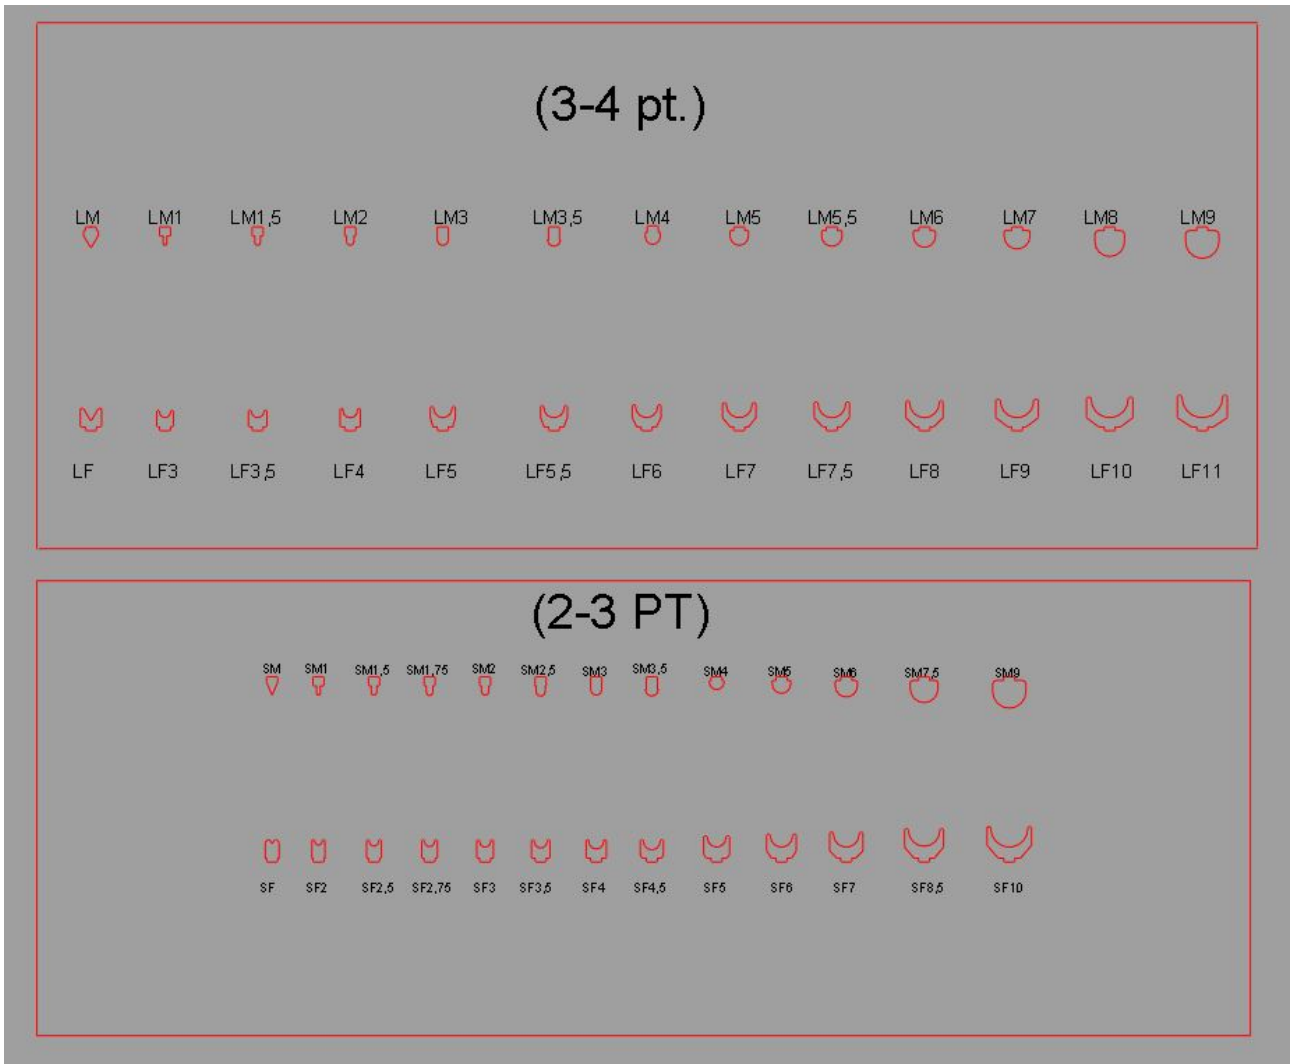 (3-4 pt.)
LM LM1 LM1,5 LM2 LM3 LM3,5 LM4 LM5 LM5,5 LM6 LM7 LM8 LM9
LF LF3 LF3,5 LF4 LF5 LF5,5 LF6 LF7 LF7,5 LF8 LF9 LF10 LF11
(2-3 PT)
SM SM1 SM1,5 SM1,75 SM2 SM2,5 SM3 SM3,5 SM4 SM5 SM6 SM7,5 SM9
SF SF2 SF2,5 SF2,75 SF3 SF3,5 SF4 SF4,5 SF5 SF6 SF7 SF8,5 SF10